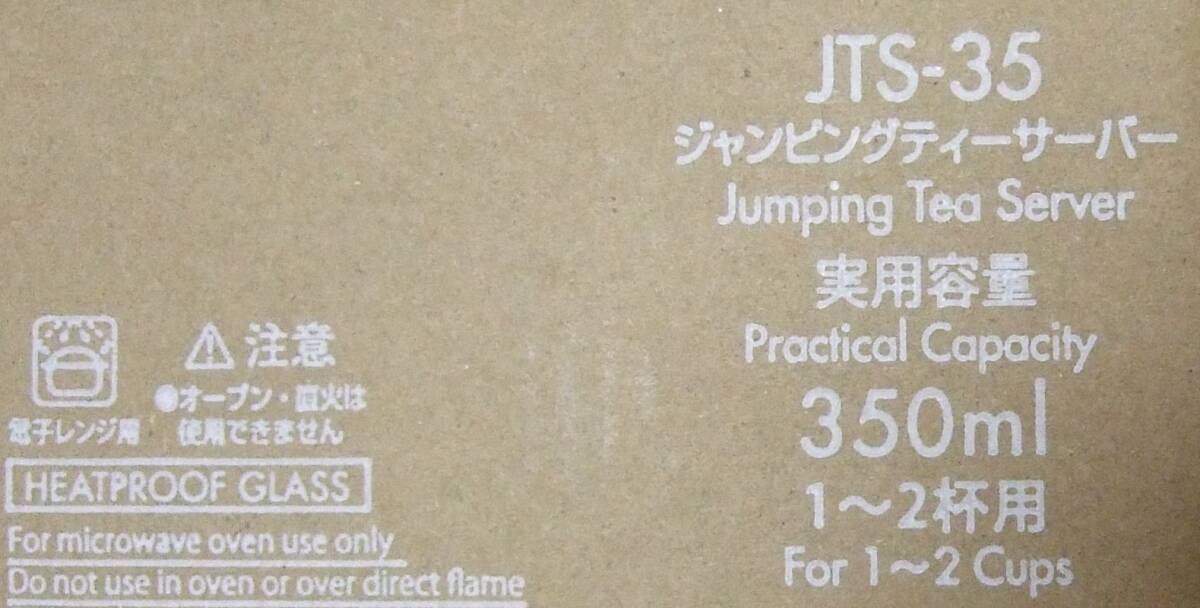 JTS-35
ジャンピングティーサーバー
Jumping Tea Server
実用容量
Practical Capacity
350ml
1〜2杯用
For 1〜2 Cups
電子レンジ用
注意
●オーブン・直火は
使用できません
HEATPROOF GLASS
For microwave oven use only
Do not use in oven or over direct flame